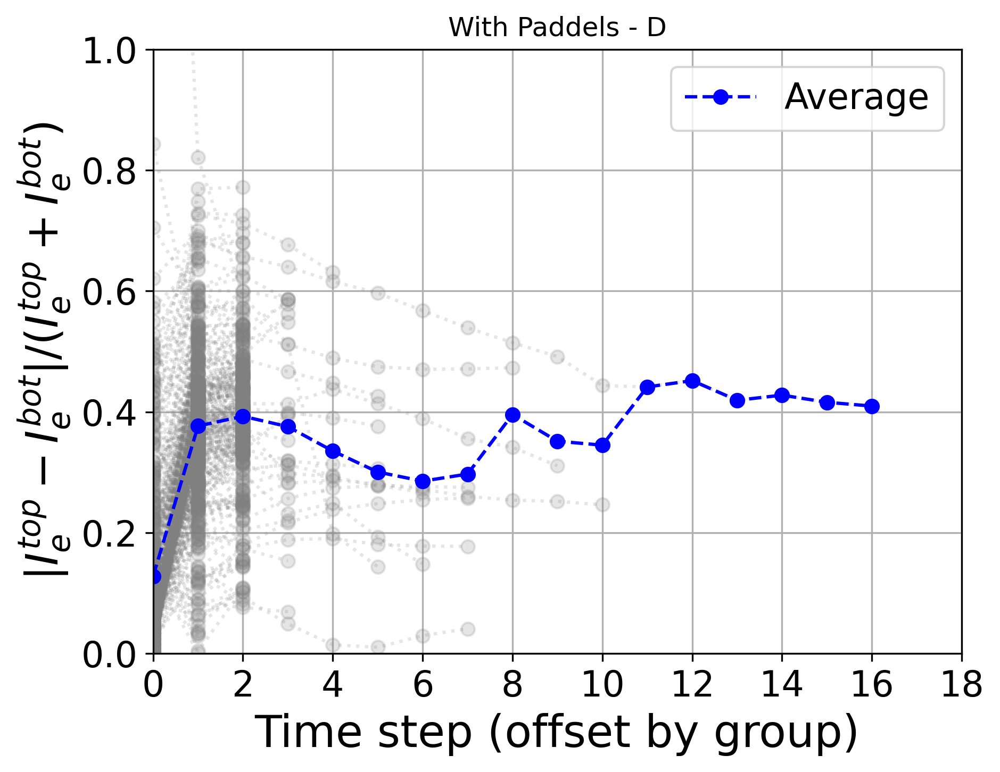 With Paddels - D
1.0
0.8
0.6
0.4
0.2
0.0
|I_e^{top} − I_e^{bot}|/(I_e^{top} + I_e^{bot})
Average
0 2 4 6 8 10 12 14 16 18
Time step (offset by group)